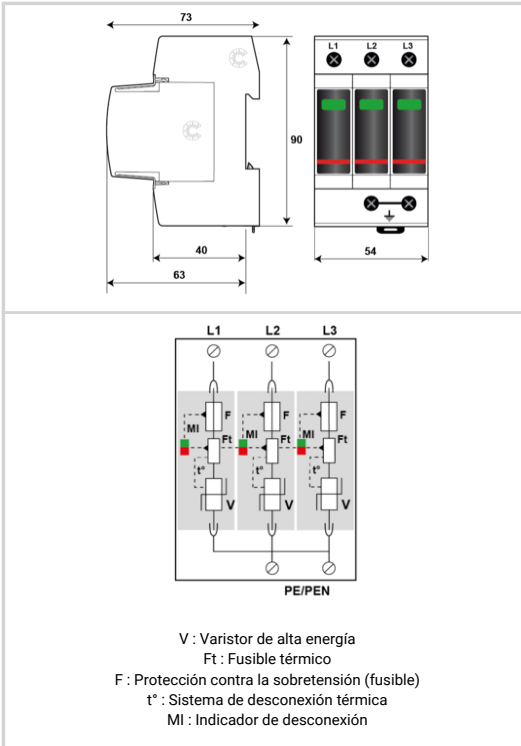 73
L1 L2 L3
90
40
63
54
L1 L2 L3
F F F
MI MI MI
Ft Ft Ft
t° t° t°
V V V
PE/PEN
V : Varistor de alta energía
Ft : Fusible térmico
F : Protección contra la sobretensión (fusible)
t° : Sistema de desconexión térmica
MI : Indicador de desconexión